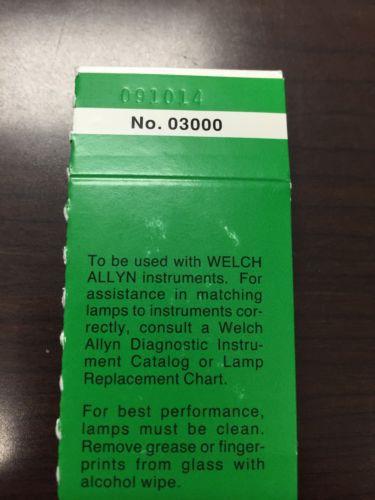 091014
No. 03000
To be used with WELCH
ALLYN instruments. For
assistance in matching
lamps to instruments cor-
rectly, consult a Welch
Allyn Diagnostic Instru-
ment Catalog or Lamp
Replacement Chart.
For best performance,
lamps must be clean.
Remove grease or finger-
prints from glass with
alcohol wipe.